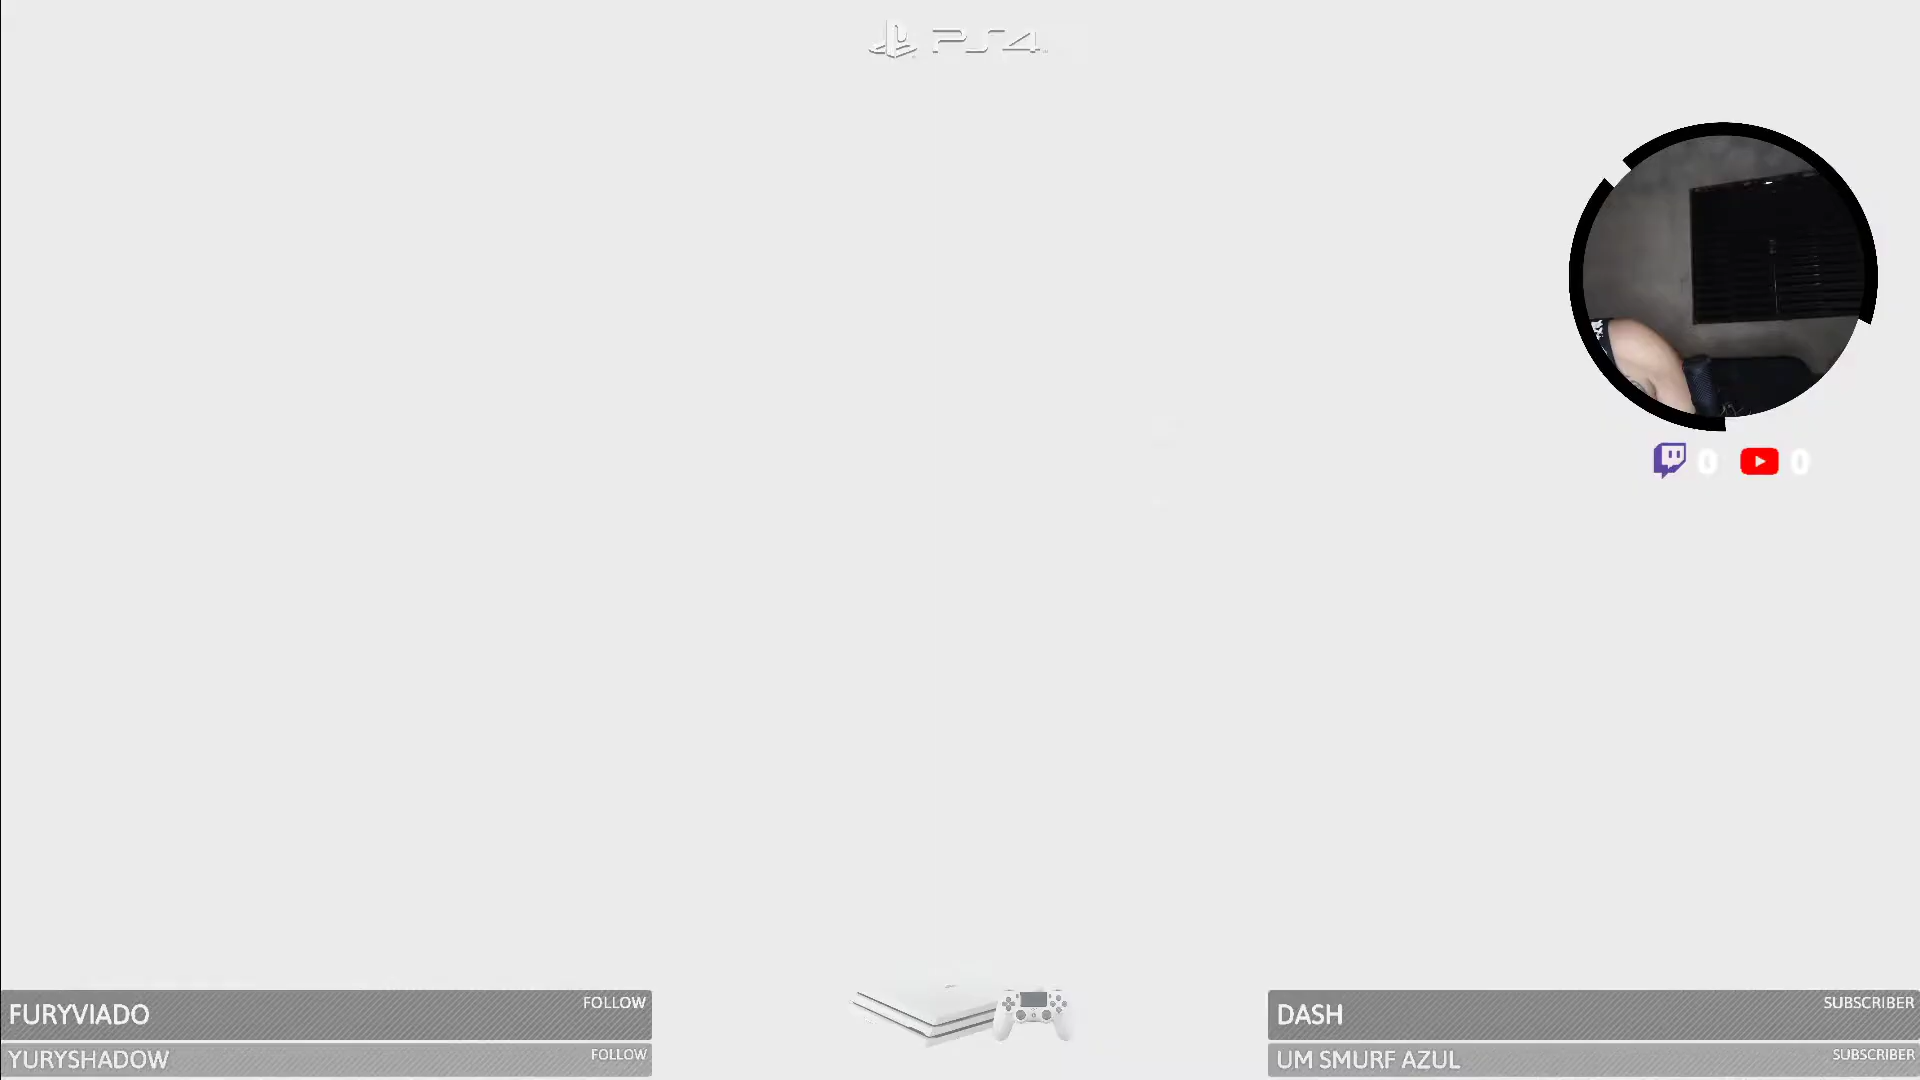 PS4
0 0
FURYVIADO FOLLOW
YURYSHADOW FOLLOW
DASH SUBSCRIBER
UM SMURF AZUL SUBSCRIBER